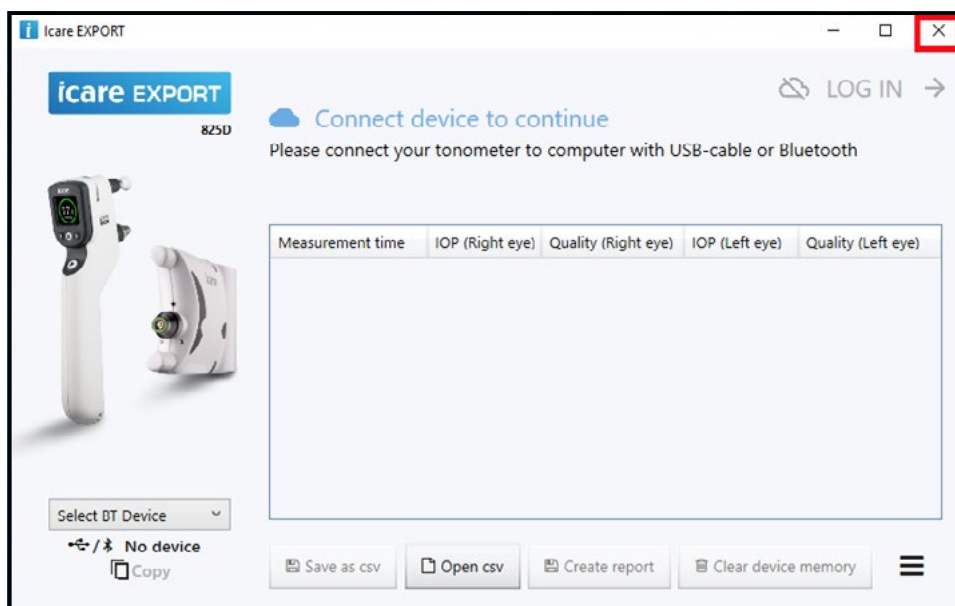 Icare EXPORT
icare EXPORT
825D
LOG IN
Connect device to continue
Please connect your tonometer to computer with USB-cable or Bluetooth
Measurement time IOP (Right eye) Quality (Right eye) IOP (Left eye) Quality (Left eye)
Select BT Device
/ No device
Copy
Save as csv Open csv Create report Clear device memory